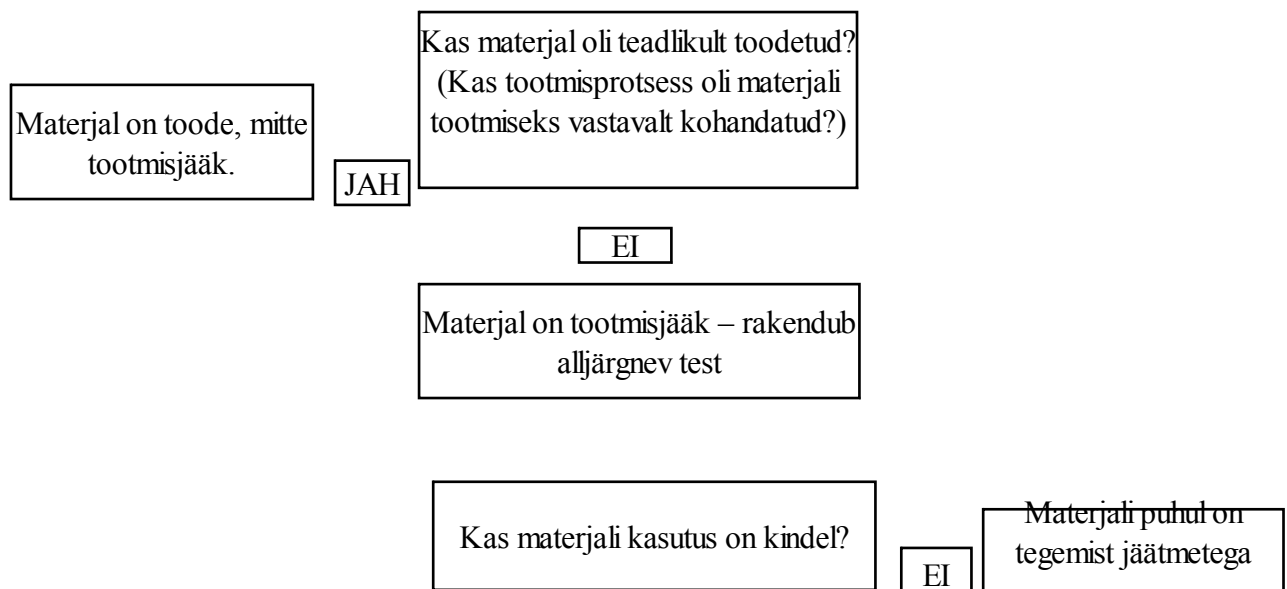 Kas materjal oli teadlikult toodetud?
(Kas tootmisprotsess oli materjali
tootmiseks vastavalt kohandatud?)
JAH
Materjal on toode, mitte
tootmisjääk.
EI
Materjal on tootmisjääk – rakendub
alljärgnev test
Kas materjali kasutus on kindel?
EI
Materjali puhul on
tegemist jäätmetega